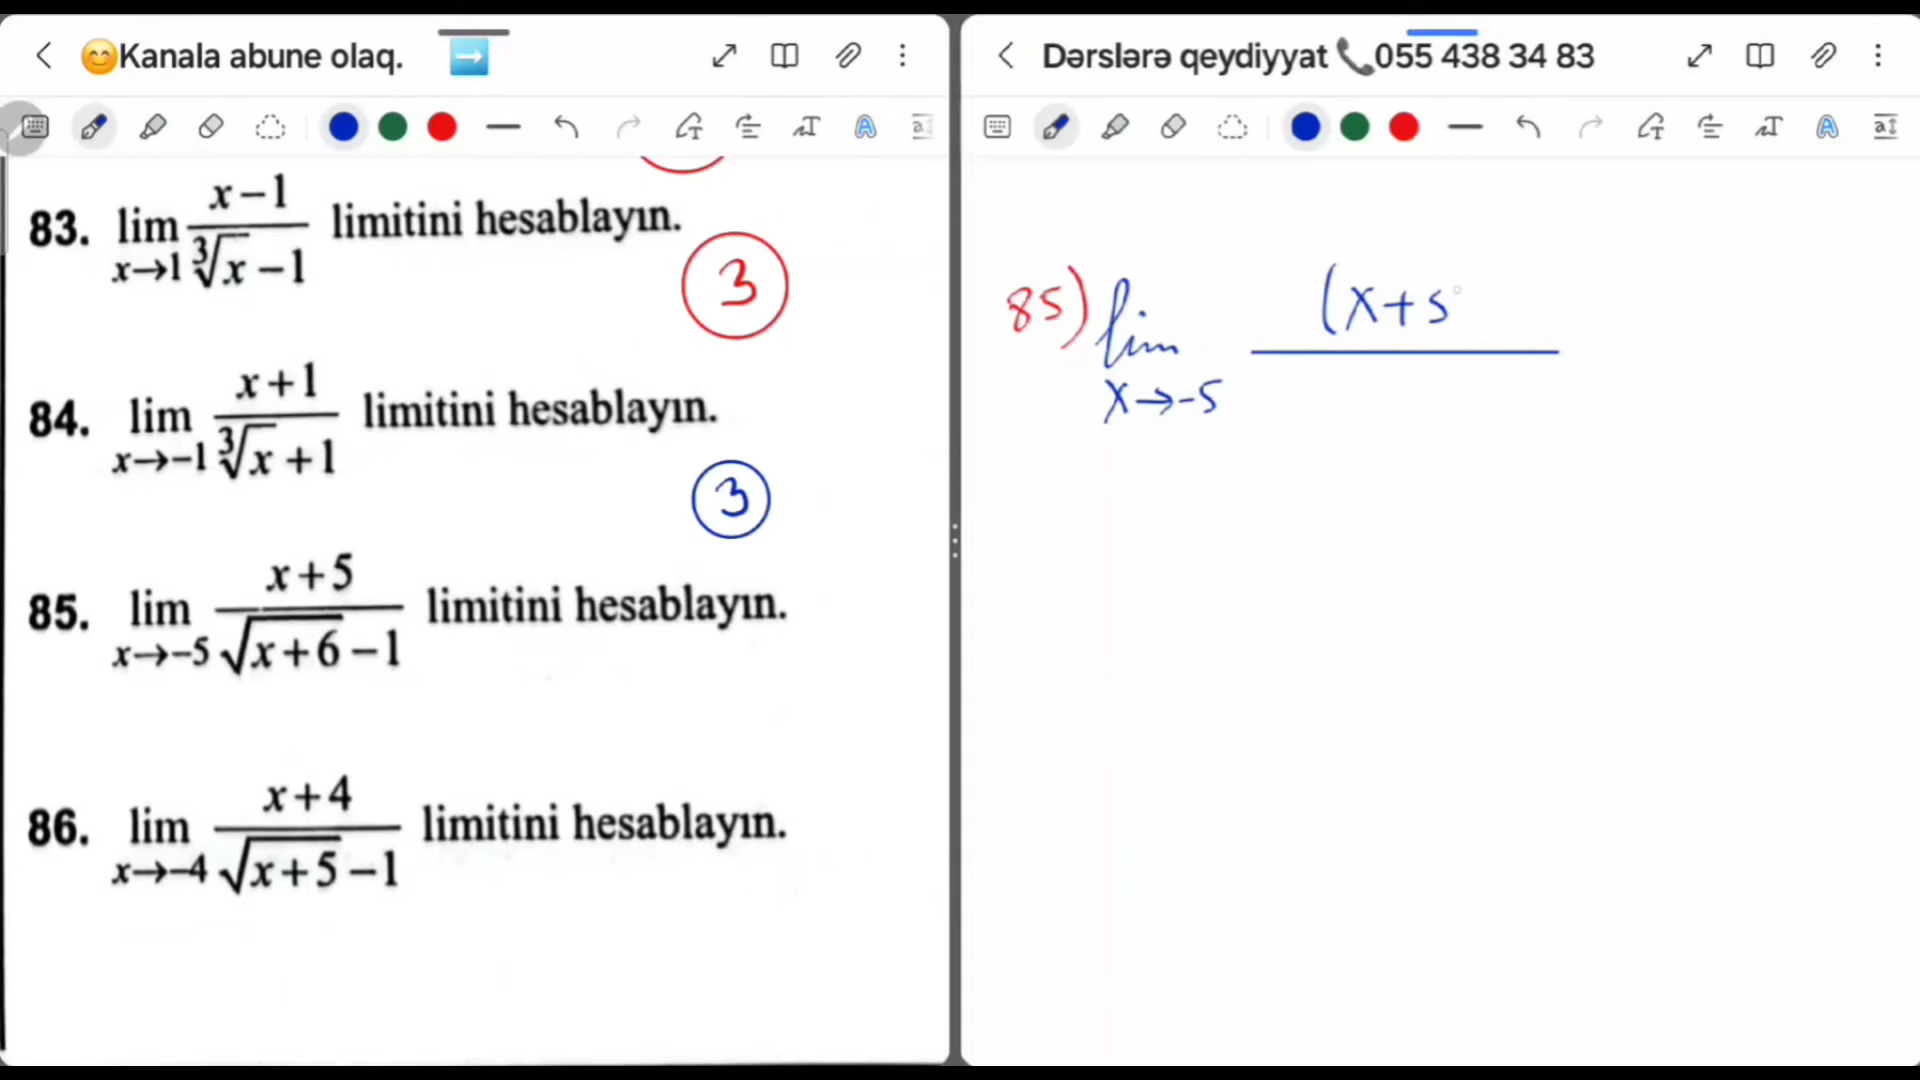 😊Kanala abune olaq. ➡️
83. lim x→1 x−1 / ∛x −1 limitini hesablayın.
3
84. lim x→−1 x+1 / ∛x +1 limitini hesablayın.
3
85. lim x→−5 x+5 / √x+6 −1 limitini hesablayın.
86. lim x→−4 x+4 / √x+5 −1 limitini hesablayın.
Dərslərə qeydiyyat 📞055 438 34 83
85) lim x→-5 (x+5